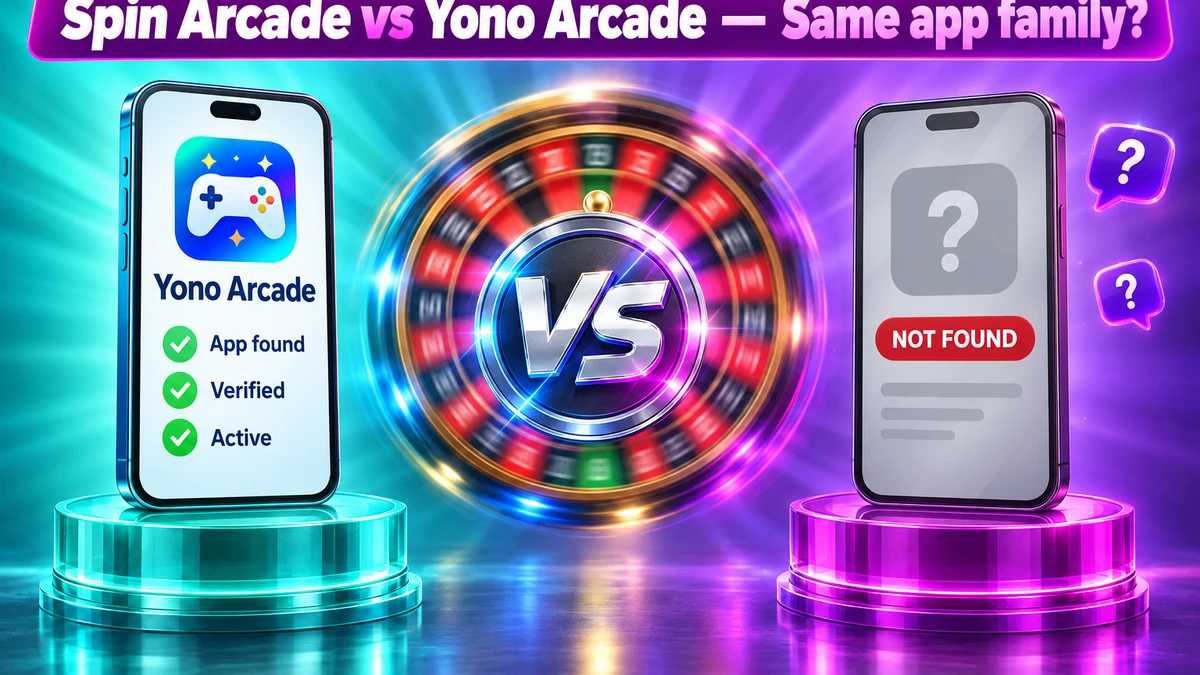 Spin Arcade vs Yono Arcade — Same app family?
Yono Arcade
App found
Verified
Active
VS
?
NOT FOUND
?
?